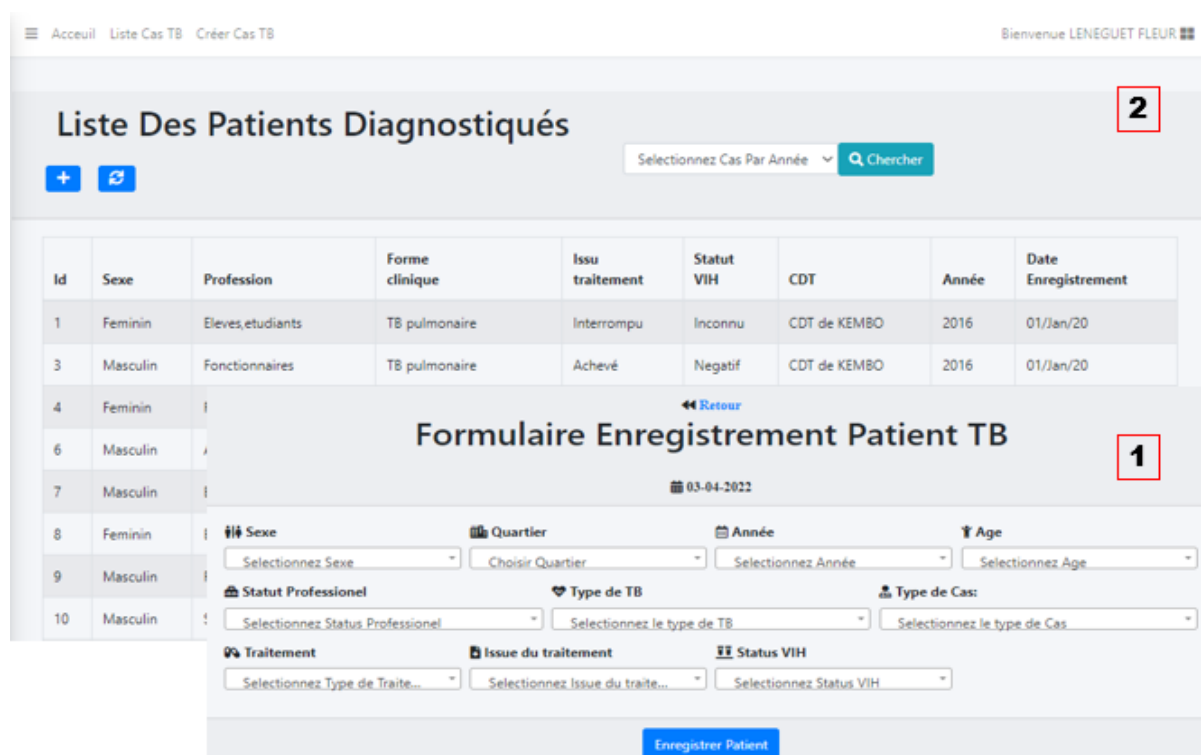 Acceuil Liste Cas TB Créer Cas TB Bienvenue LENEGUET FLEUR
2
Liste Des Patients Diagnostiqués
Selectionnez Cas Par Année Chercher
Id Sexe Profession Forme clinique Issu traitement Statut VIH CDT Année Date Enregistrement
1 Feminin Eleves,etudiants TB pulmonaire Interrompu Inconnu CDT de KEMBO 2016 01/Jan/20
3 Masculin Fonctionnaires TB pulmonaire Achevé Negatif CDT de KEMBO 2016 01/Jan/20
4 Feminin
6 Masculin
7 Masculin
8 Feminin
9 Masculin
10 Masculin
Retour
Formulaire Enregistrement Patient TB
1
03-04-2022
Sexe Quartier Année Age
Selectionnez Sexe Choisir Quartier Selectionnez Année Selectionnez Age
Statut Professionel Type de TB Type de Cas:
Selectionnez Status Professionel Selectionnez le type de TB Selectionnez le type de Cas
Traitement Issue du traitement Status VIH
Selectionnez Type de Traite... Selectionnez Issue du traite... Selectionnez Status VIH
Enregistrer Patient